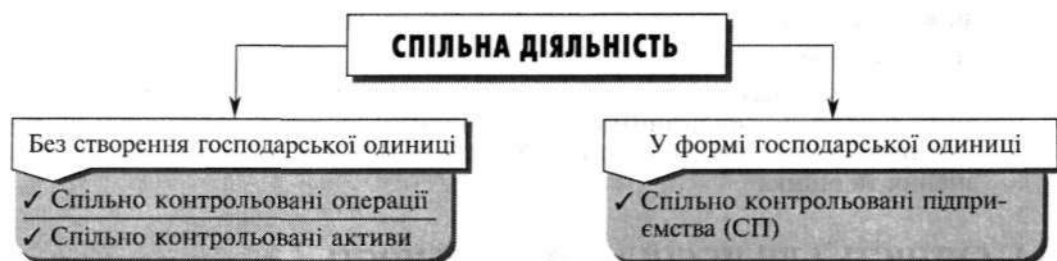 СПІЛЬНА ДІЯЛЬНІСТЬ
Без створення господарської одиниці
✓ Спільно контрольовані операції
✓ Спільно контрольовані активи
У формі господарської одиниці
✓ Спільно контрольовані підпри-
ємства (СП)